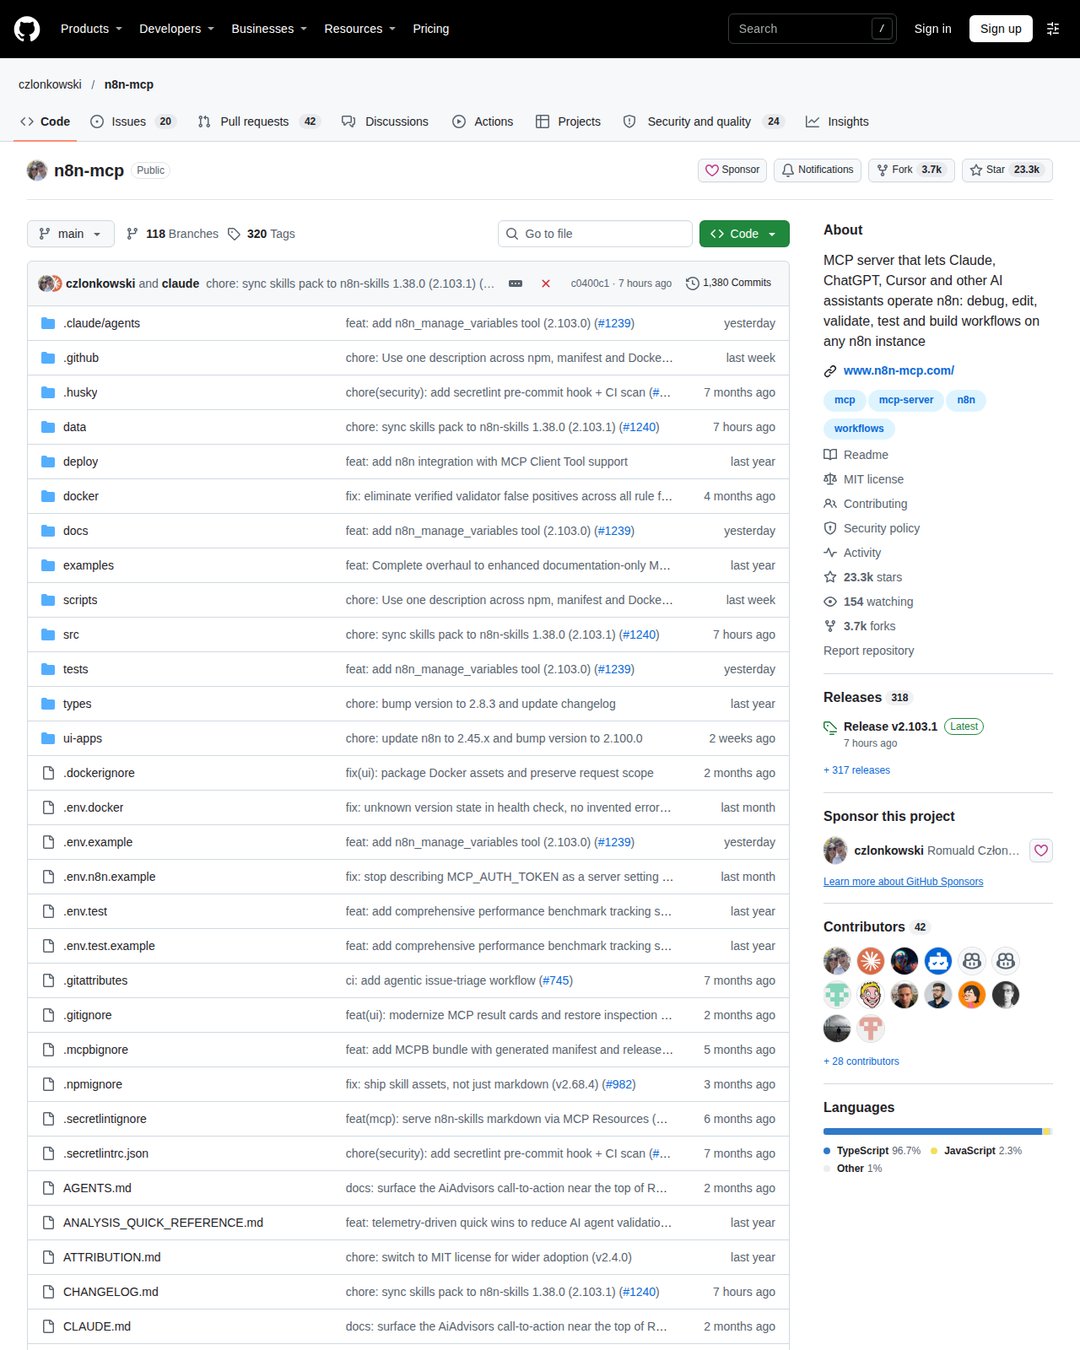 Products Developers Businesses Resources Pricing Search / Sign in Sign up
czlonkowski / n8n-mcp
Code Issues 20 Pull requests 42 Discussions Actions Projects Security and quality 24 Insights
n8n-mcp Public Sponsor Notifications Fork 3.7k Star 23.3k
main 118 Branches 320 Tags Go to file Code
czlonkowski and claude chore: sync skills pack to n8n-skills 1.38.0 (2.103.1) (... c0400c1 · 7 hours ago 1,380 Commits
.claude/agents feat: add n8n_manage_variables tool (2.103.0) (#1239) yesterday
.github chore: Use one description across npm, manifest and Docke... last week
.husky chore(security): add secretlint pre-commit hook + CI scan (#... 7 months ago
data chore: sync skills pack to n8n-skills 1.38.0 (2.103.1) (#1240) 7 hours ago
deploy feat: add n8n integration with MCP Client Tool support last year
docker fix: eliminate verified validator false positives across all rule f... 4 months ago
docs feat: add n8n_manage_variables tool (2.103.0) (#1239) yesterday
examples feat: Complete overhaul to enhanced documentation-only M... last year
scripts chore: Use one description across npm, manifest and Docke... last week
src chore: sync skills pack to n8n-skills 1.38.0 (2.103.1) (#1240) 7 hours ago
tests feat: add n8n_manage_variables tool (2.103.0) (#1239) yesterday
types chore: bump version to 2.8.3 and update changelog last year
ui-apps chore: update n8n to 2.45.x and bump version to 2.100.0 2 weeks ago
.dockerignore fix(ui): package Docker assets and preserve request scope 2 months ago
.env.docker fix: unknown version state in health check, no invented error... last month
.env.example feat: add n8n_manage_variables tool (2.103.0) (#1239) yesterday
.env.n8n.example fix: stop describing MCP_AUTH_TOKEN as a server setting ... last month
.env.test feat: add comprehensive performance benchmark tracking s... last year
.env.test.example feat: add comprehensive performance benchmark tracking s... last year
.gitattributes ci: add agentic issue-triage workflow (#745) 7 months ago
.gitignore feat(ui): modernize MCP result cards and restore inspection ... 2 months ago
.mcpbignore feat: add MCPB bundle with generated manifest and release... 5 months ago
.npmignore fix: ship skill assets, not just markdown (v2.68.4) (#982) 3 months ago
.secretlintignore feat(mcp): serve n8n-skills markdown via MCP Resources (... 6 months ago
.secretlintrc.json chore(security): add secretlint pre-commit hook + CI scan (#... 7 months ago
AGENTS.md docs: surface the AiAdvisors call-to-action near the top of R... 2 months ago
ANALYSIS_QUICK_REFERENCE.md feat: telemetry-driven quick wins to reduce AI agent validatio... last year
ATTRIBUTION.md chore: switch to MIT license for wider adoption (v2.4.0) last year
CHANGELOG.md chore: sync skills pack to n8n-skills 1.38.0 (2.103.1) (#1240) 7 hours ago
CLAUDE.md docs: surface the AiAdvisors call-to-action near the top of R... 2 months ago
About
MCP server that lets Claude,
ChatGPT, Cursor and other AI
assistants operate n8n: debug, edit,
validate, test and build workflows on
any n8n instance
www.n8n-mcp.com/
mcp mcp-server n8n
workflows
Readme
MIT license
Contributing
Security policy
Activity
23.3k stars
154 watching
3.7k forks
Report repository
Releases 318
Release v2.103.1 Latest
7 hours ago
+ 317 releases
Sponsor this project
czlonkowski Romuald Człon...
Learn more about GitHub Sponsors
Contributors 42
+ 28 contributors
Languages
TypeScript 96.7% JavaScript 2.3%
Other 1%